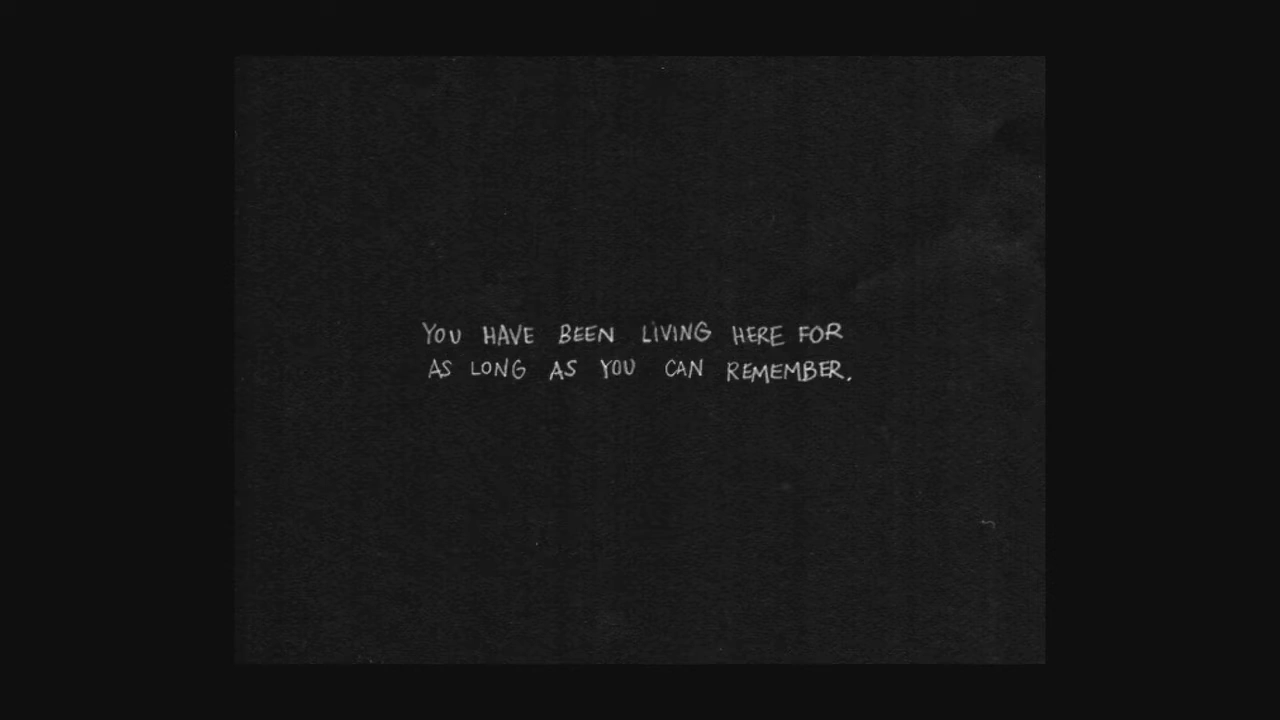 YOU HAVE BEEN LIVING HERE FOR
AS LONG AS YOU CAN REMEMBER.